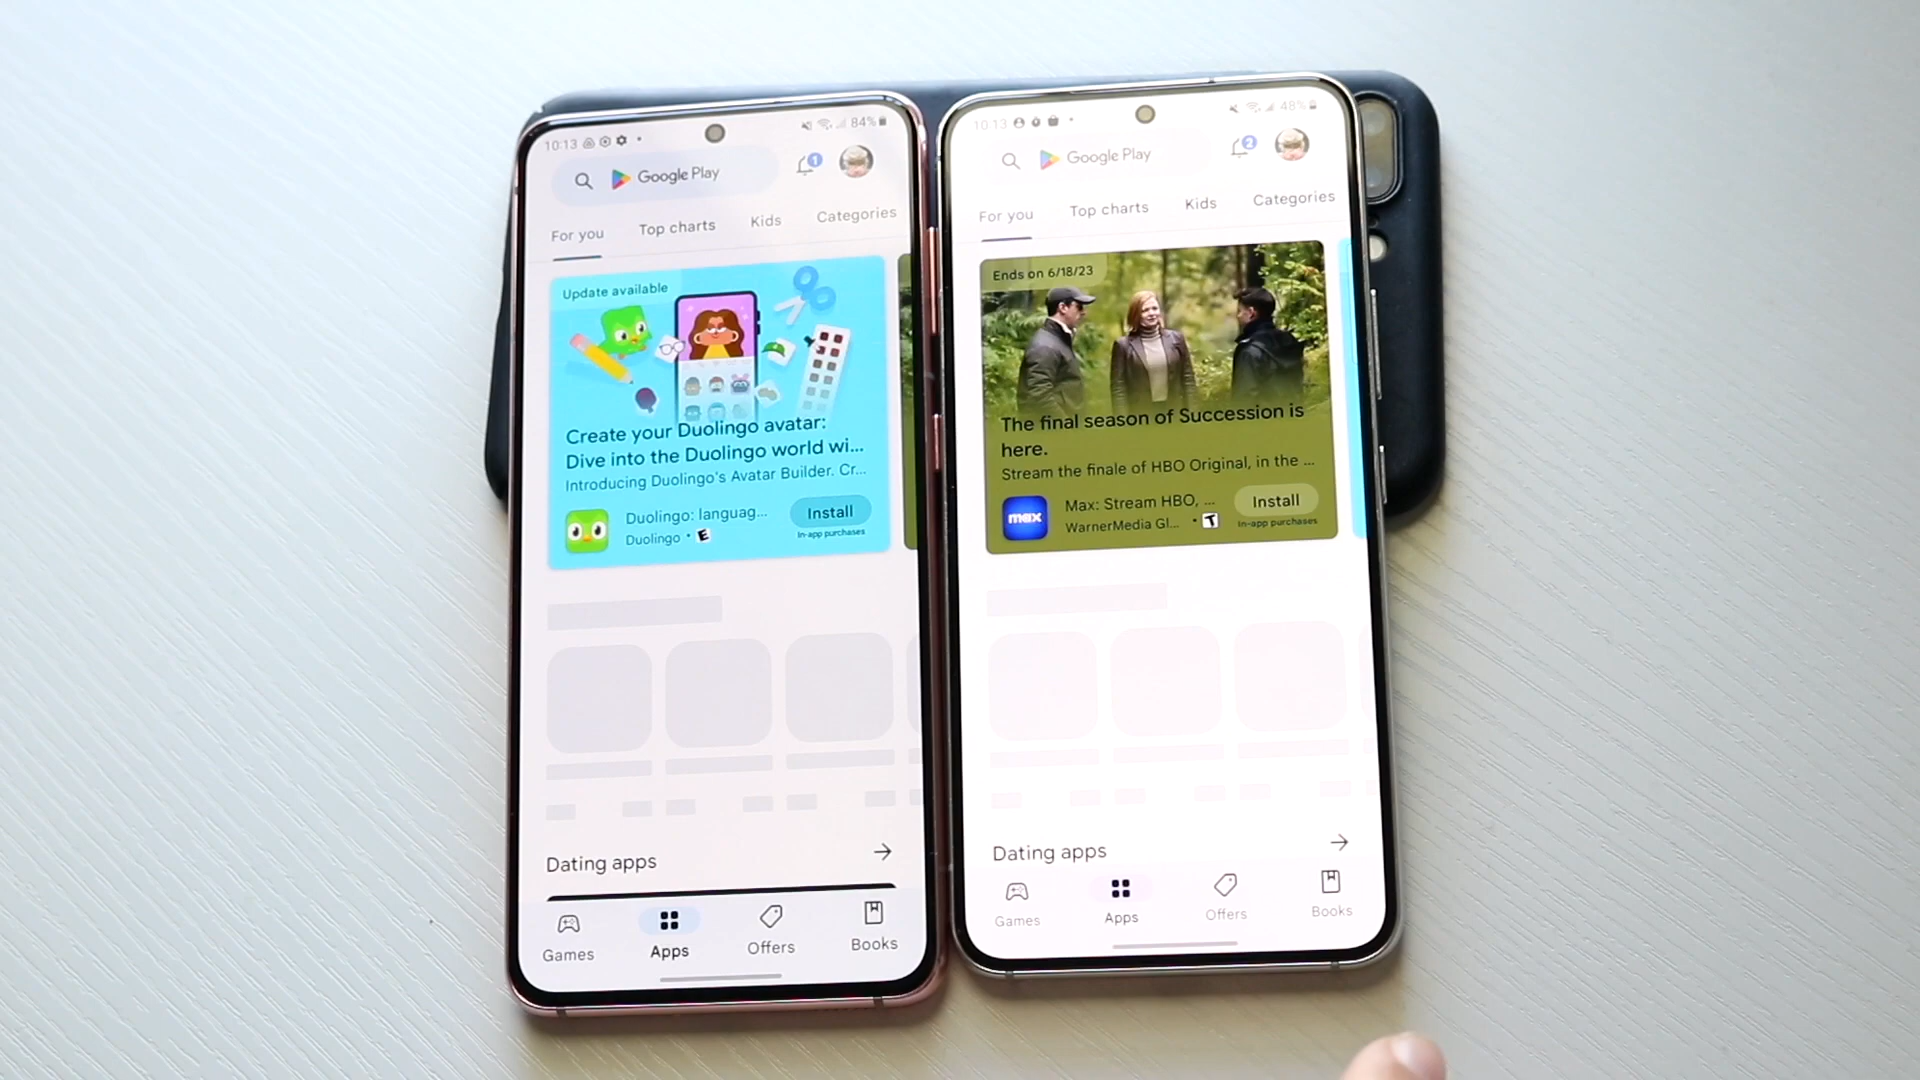 10:13
84%
Google Play
1
For you
Top charts
Kids
Categories
Update available
Create your Duolingo avatar:
Dive into the Duolingo world wi...
Introducing Duolingo's Avatar Builder. Cr...
Duolingo: languag...
Duolingo • E
Install
In-app purchases
Dating apps
Games
Apps
Offers
Books
10:13
48%
Google Play
2
For you
Top charts
Kids
Categories
Ends on 6/18/23
The final season of Succession is
here.
Stream the finale of HBO Original, in the ...
max
Max: Stream HBO, ...
WarnerMedia Gl... • T
Install
In-app purchases
Dating apps
Games
Apps
Offers
Books